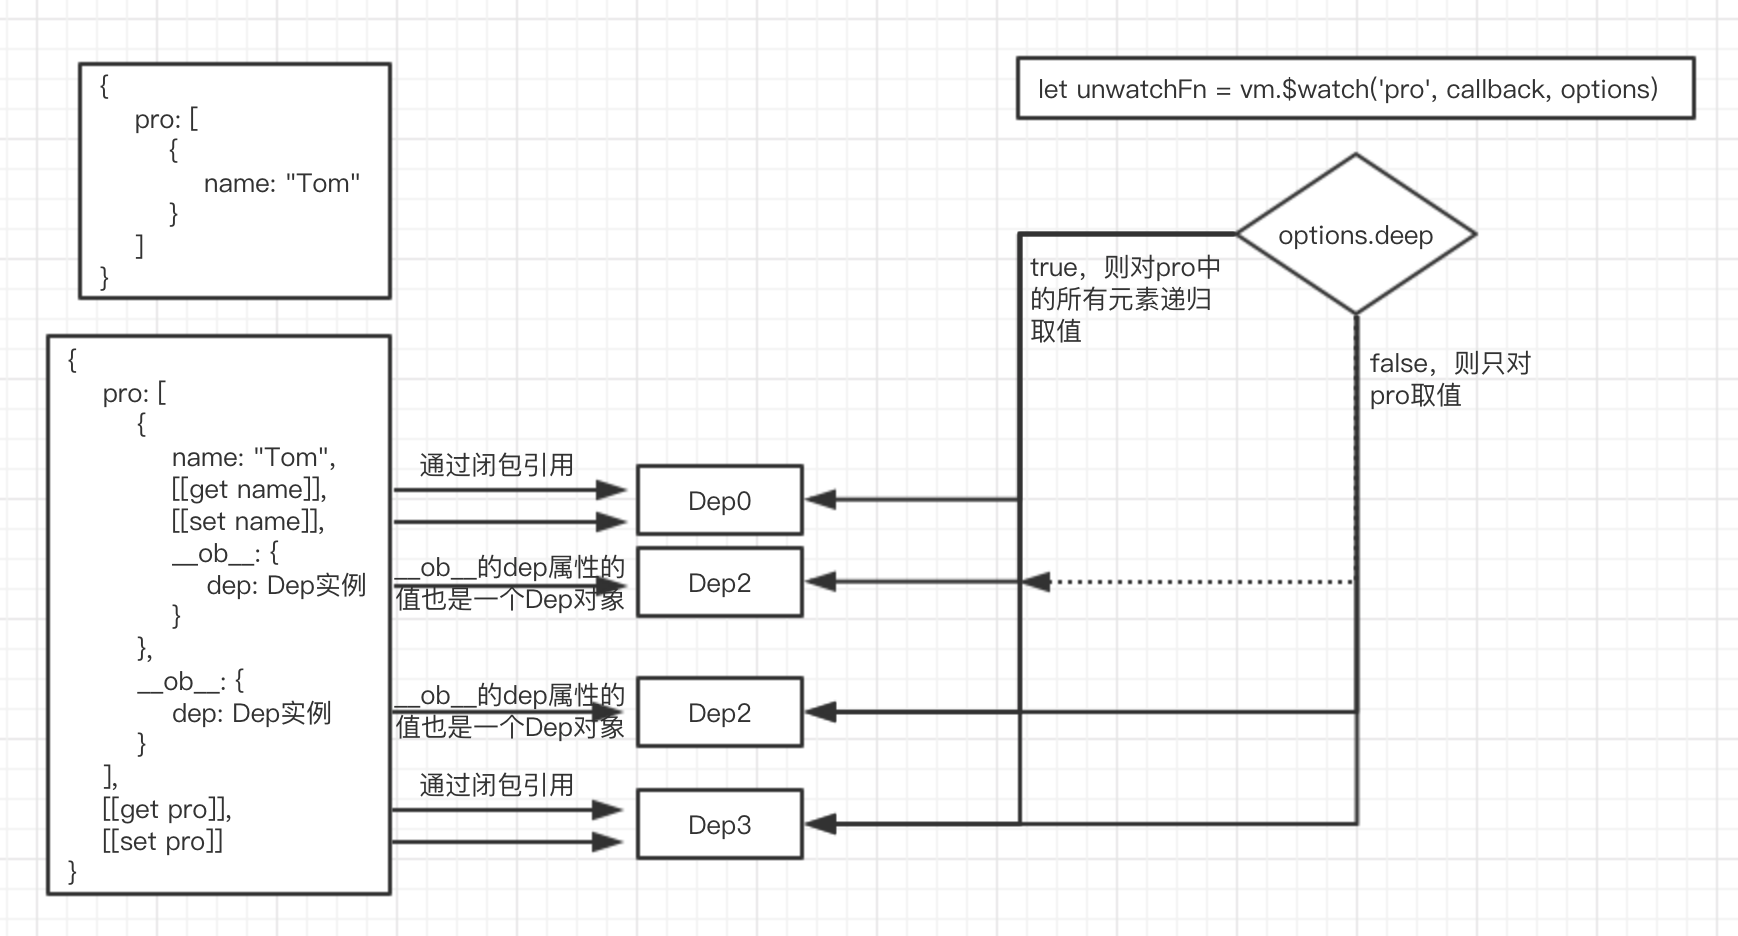 {
pro: [
{
name: "Tom"
}
]
}
let unwatchFn = vm.$watch('pro', callback, options)
options.deep
true，则对pro中
的所有元素递归
取值
false，则只对
pro取值
{
pro: [
{
name: "Tom",
[[get name]],
[[set name]],
__ob__: {
dep: Dep实例
}
},
__ob__: {
dep: Dep实例
}
],
[[get pro]],
[[set pro]]
}
通过闭包引用
Dep0
__ob__的dep属性的
值也是一个Dep对象
Dep2
__ob__的dep属性的
值也是一个Dep对象
Dep2
通过闭包引用
Dep3